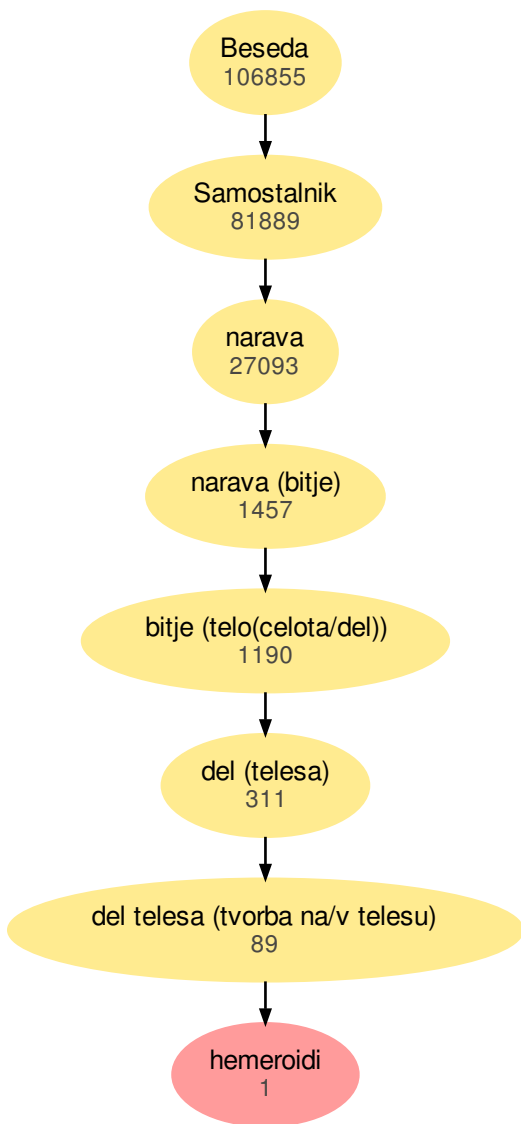 Beseda
106855
Samostalnik
81889
narava
27093
narava (bitje)
1457
bitje (telo(celota/del))
1190
del (telesa)
311
del telesa (tvorba na/v telesu)
89
hemeroidi
1